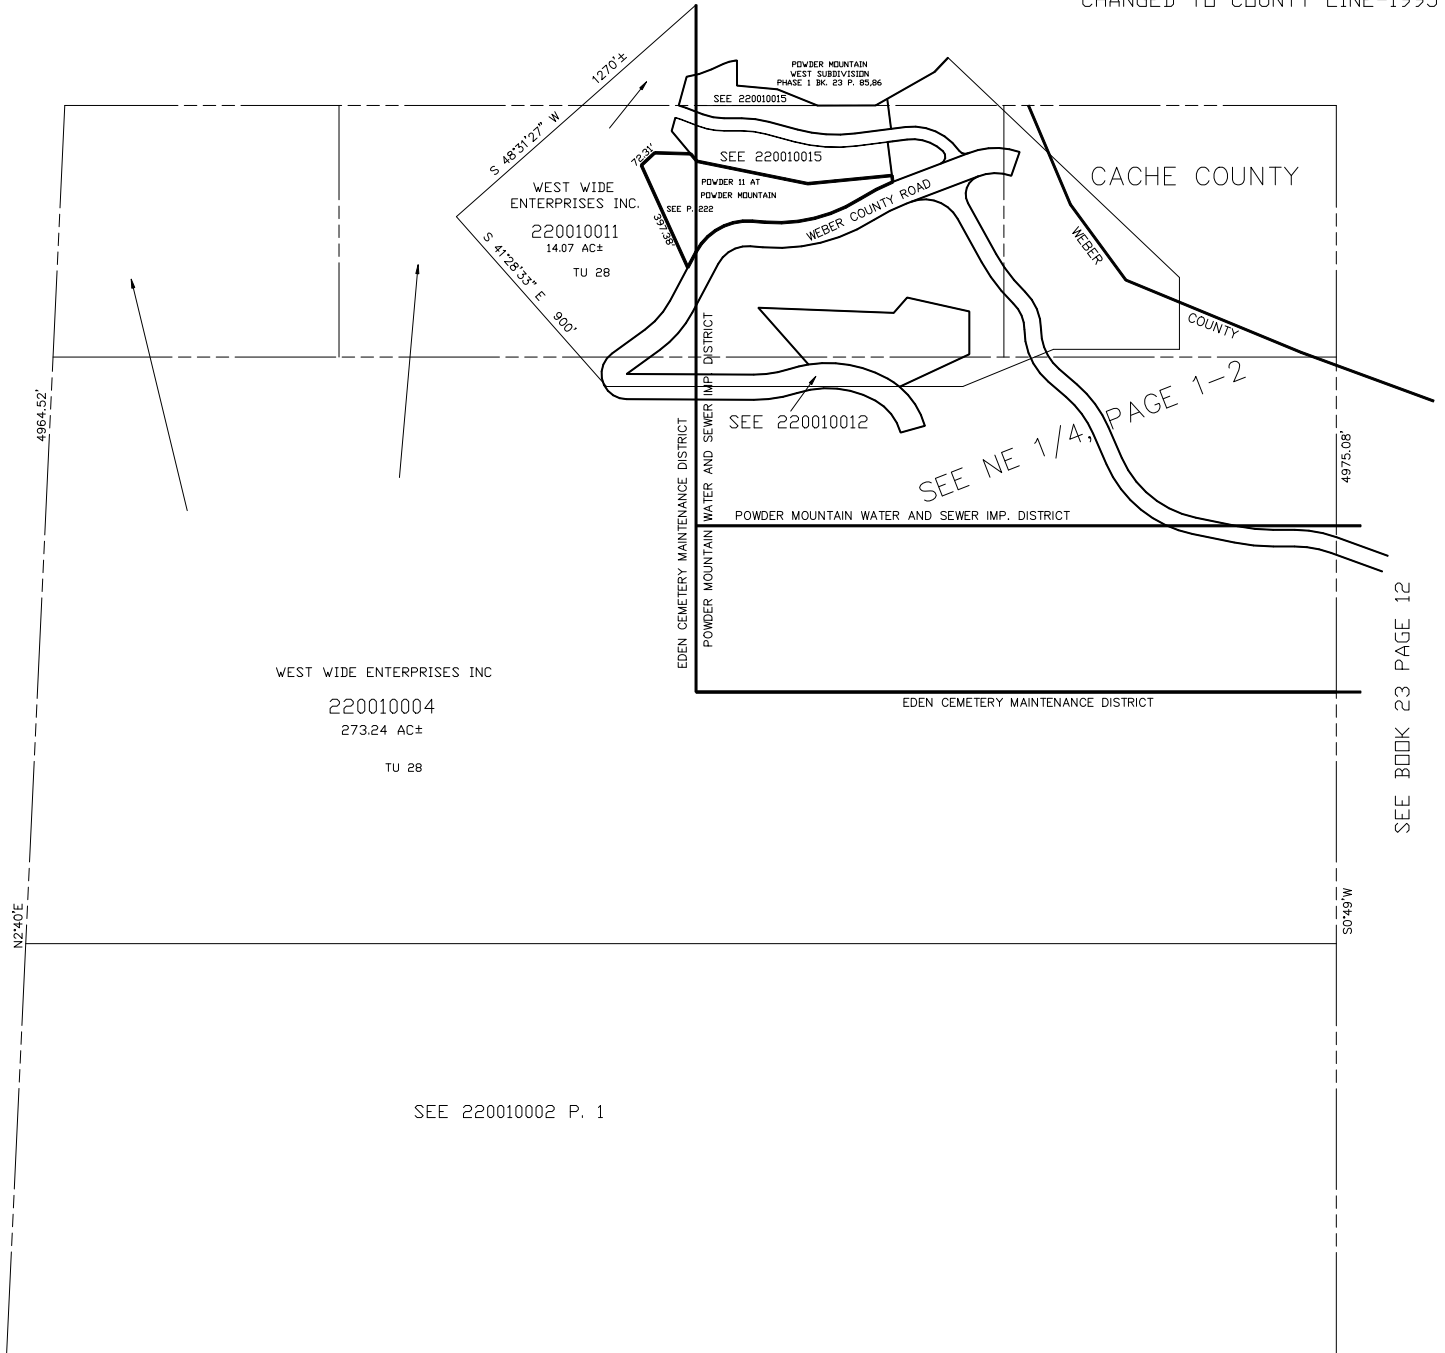 CHANGED TO COUNTY LINE-1995
1270'±
S 48°31'27" W
POWDER MOUNTAIN
WEST SUBDIVISION
PHASE 1 BK. 23 P. 85,86
SEE 220010015
SEE 220010015
72.31'
CACHE COUNTY
WEST WIDE
ENTERPRISES INC.
220010011
14.07 AC±
TU 28
POWDER 11 AT
POWDER MOUNTAIN
SEE P. 222
397.38'
WEBER COUNTY ROAD
S 41°28'33" E 900'
WEBER
COUNTY
SEE 220010012
SEE NE 1/4, PAGE 1-2
4964.52'
4975.08'
EDEN CEMETERY MAINTENANCE DISTRICT
POWDER MOUNTAIN WATER AND SEWER IMP. DISTRICT
POWDER MOUNTAIN WATER AND SEWER IMP. DISTRICT
EDEN CEMETERY MAINTENANCE DISTRICT
SEE BOOK 23 PAGE 12
WEST WIDE ENTERPRISES INC
220010004
273.24 AC±
TU 28
N2°40'E
S0°49'W
SEE 220010002 P. 1